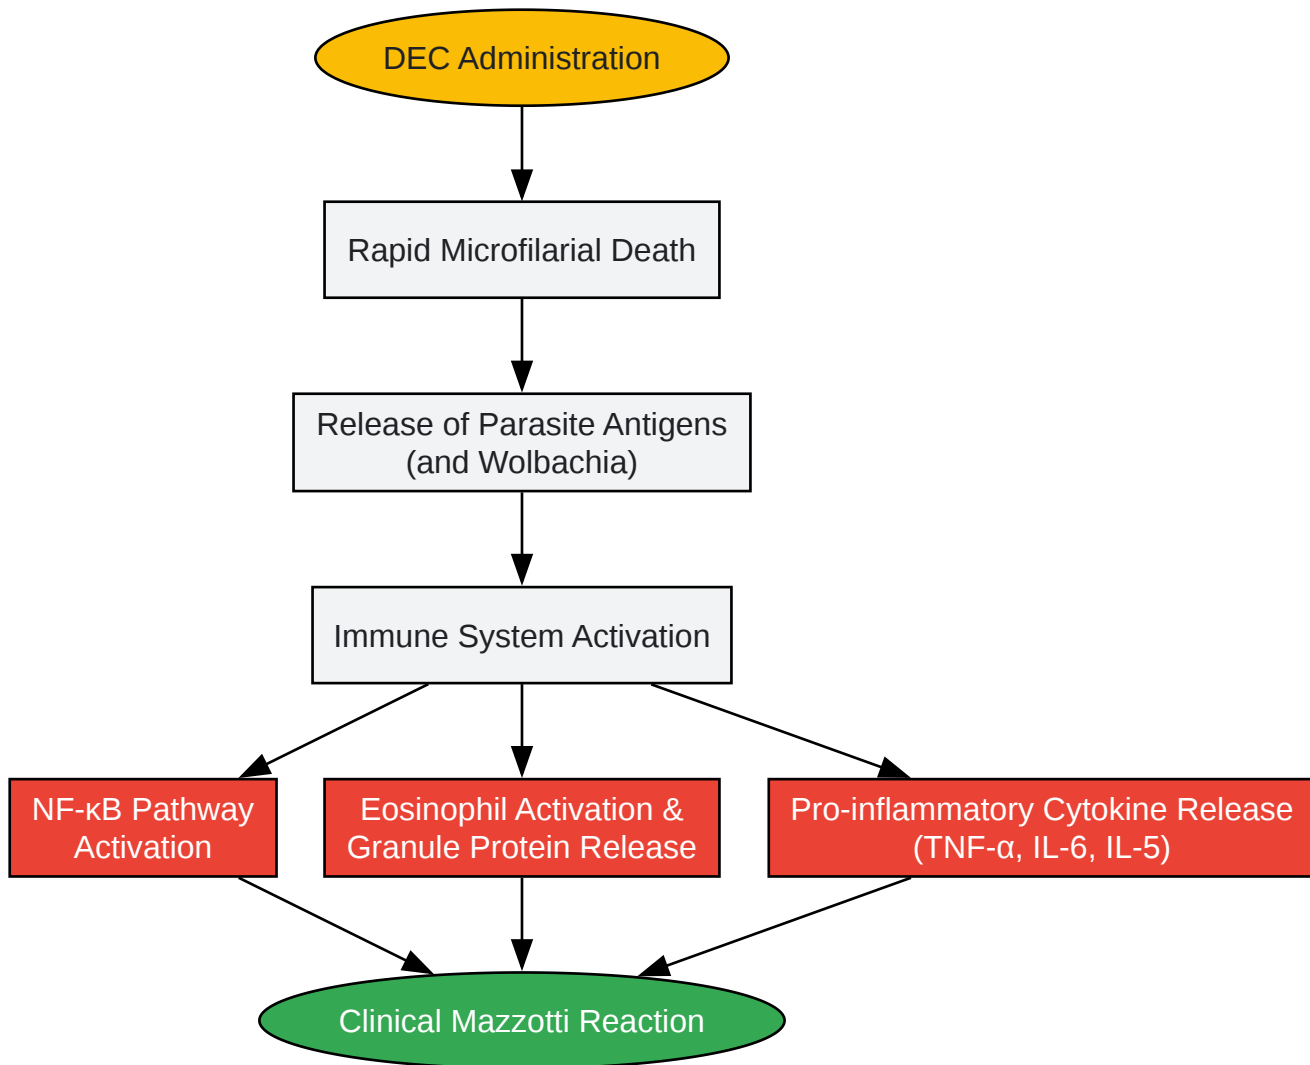 DEC Administration
Rapid Microfilarial Death
Release of Parasite Antigens
(and Wolbachia)
Immune System Activation
NF-κB Pathway
Activation
Eosinophil Activation &
Granule Protein Release
Pro-inflammatory Cytokine Release
(TNF-α, IL-6, IL-5)
Clinical Mazzotti Reaction